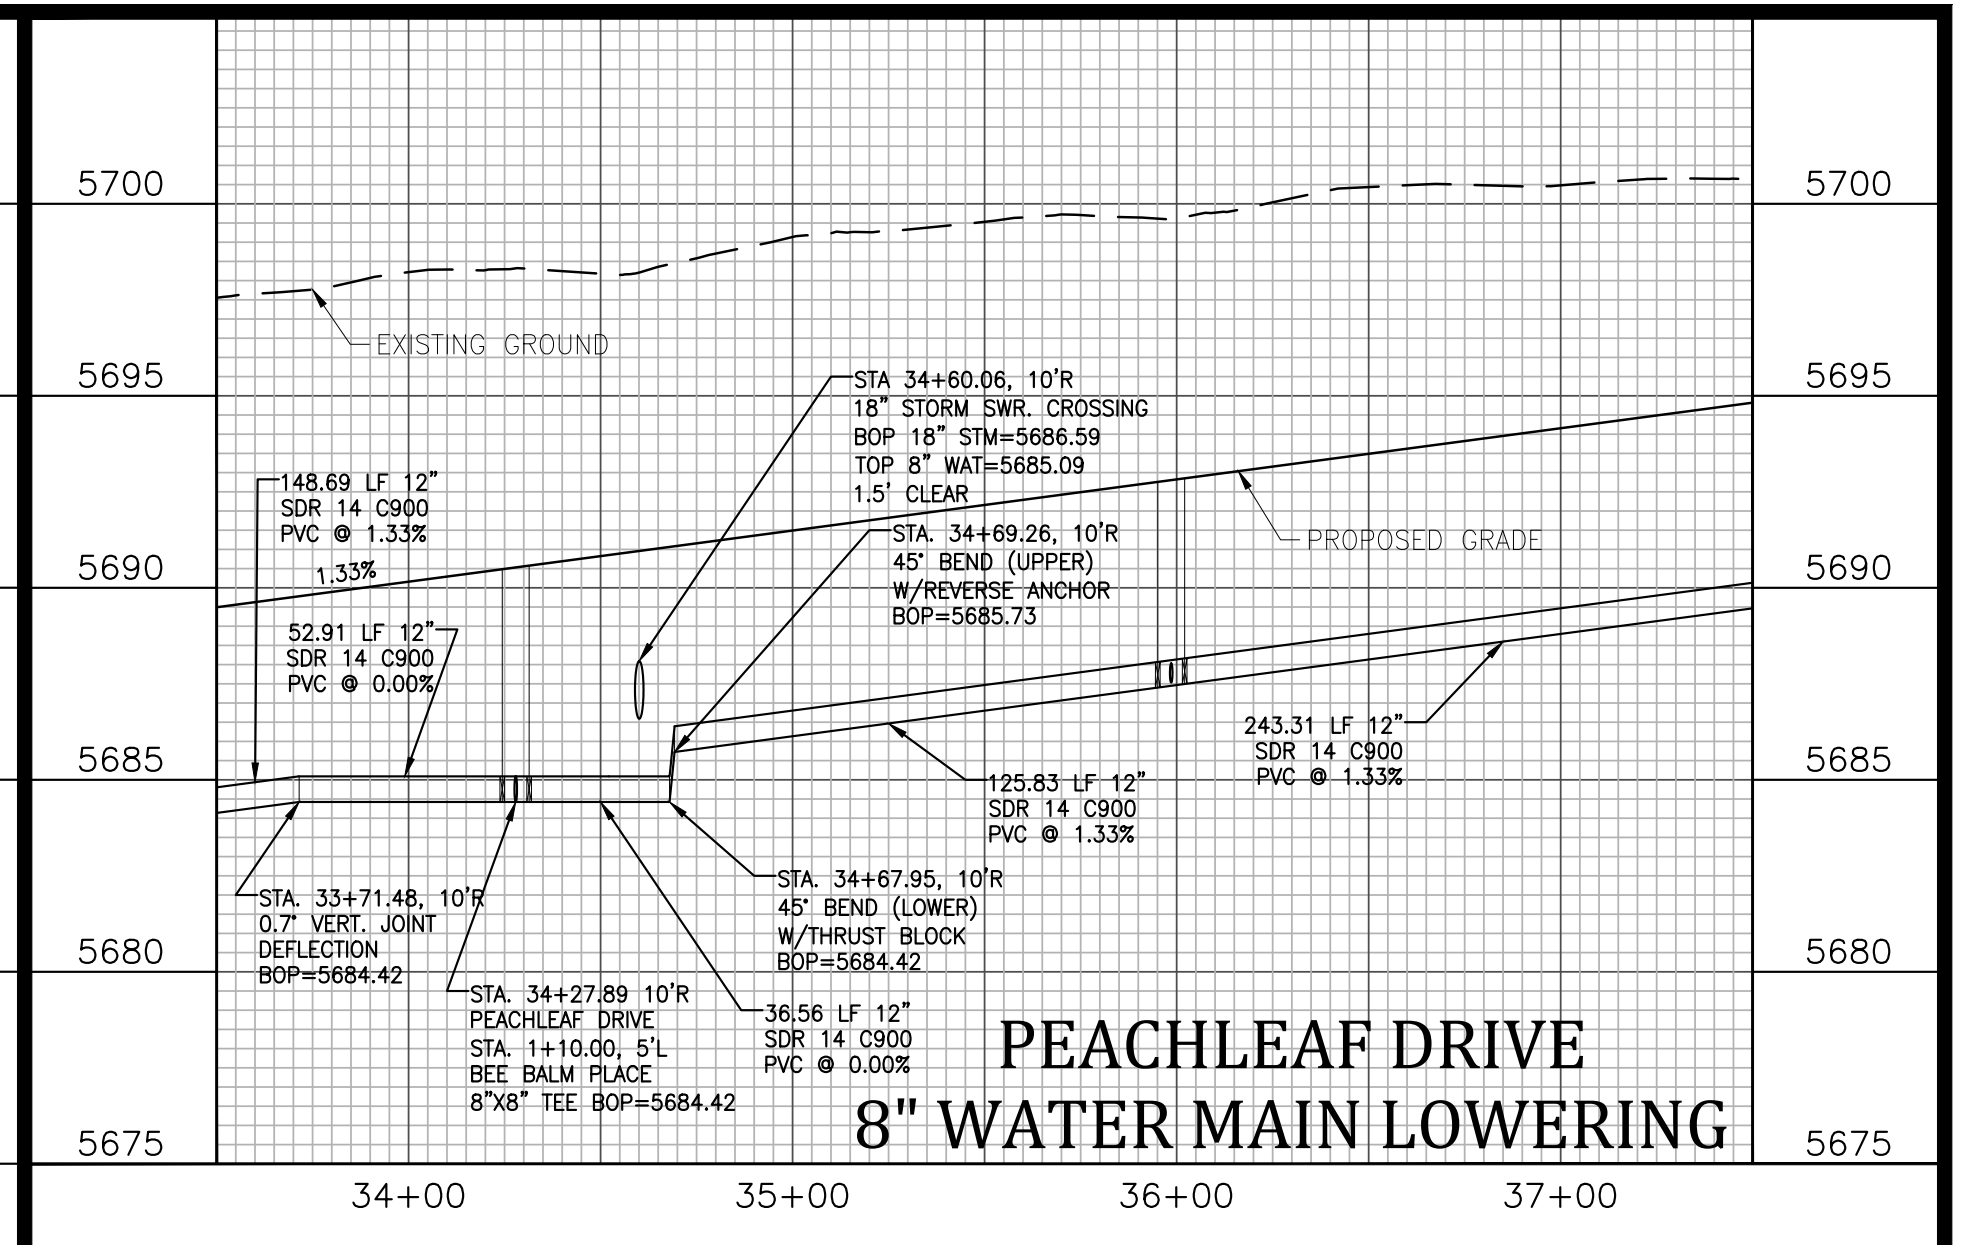 5700
5700
EXISTING GROUND
5695
5695
STA 34+60.06, 10'R
18" STORM SWR. CROSSING
BOP 18" STM=5686.59
TOP 8" WAT=5685.09
1.5' CLEAR
148.69 LF 12"
SDR 14 C900
PVC @ 1.33%
STA. 34+69.26, 10'R
45° BEND (UPPER)
W/REVERSE ANCHOR
BOP=5685.73
PROPOSED GRADE
1.33%
5690
5690
52.91 LF 12"
SDR 14 C900
PVC @ 0.00%
243.31 LF 12"
SDR 14 C900
PVC @ 1.33%
5685
5685
125.83 LF 12"
SDR 14 C900
PVC @ 1.33%
STA. 33+71.48, 10'R
0.7° VERT. JOINT
DEFLECTION
BOP=5684.42
STA. 34+67.95, 10'R
45° BEND (LOWER)
W/THRUST BLOCK
BOP=5684.42
5680
5680
STA. 34+27.89 10'R
PEACHLEAF DRIVE
STA. 1+10.00, 5'L
BEE BALM PLACE
8"X8" TEE BOP=5684.42
36.56 LF 12"
SDR 14 C900
PVC @ 0.00%
PEACHLEAF DRIVE
8" WATER MAIN LOWERING
5675
5675
34+00
35+00
36+00
37+00